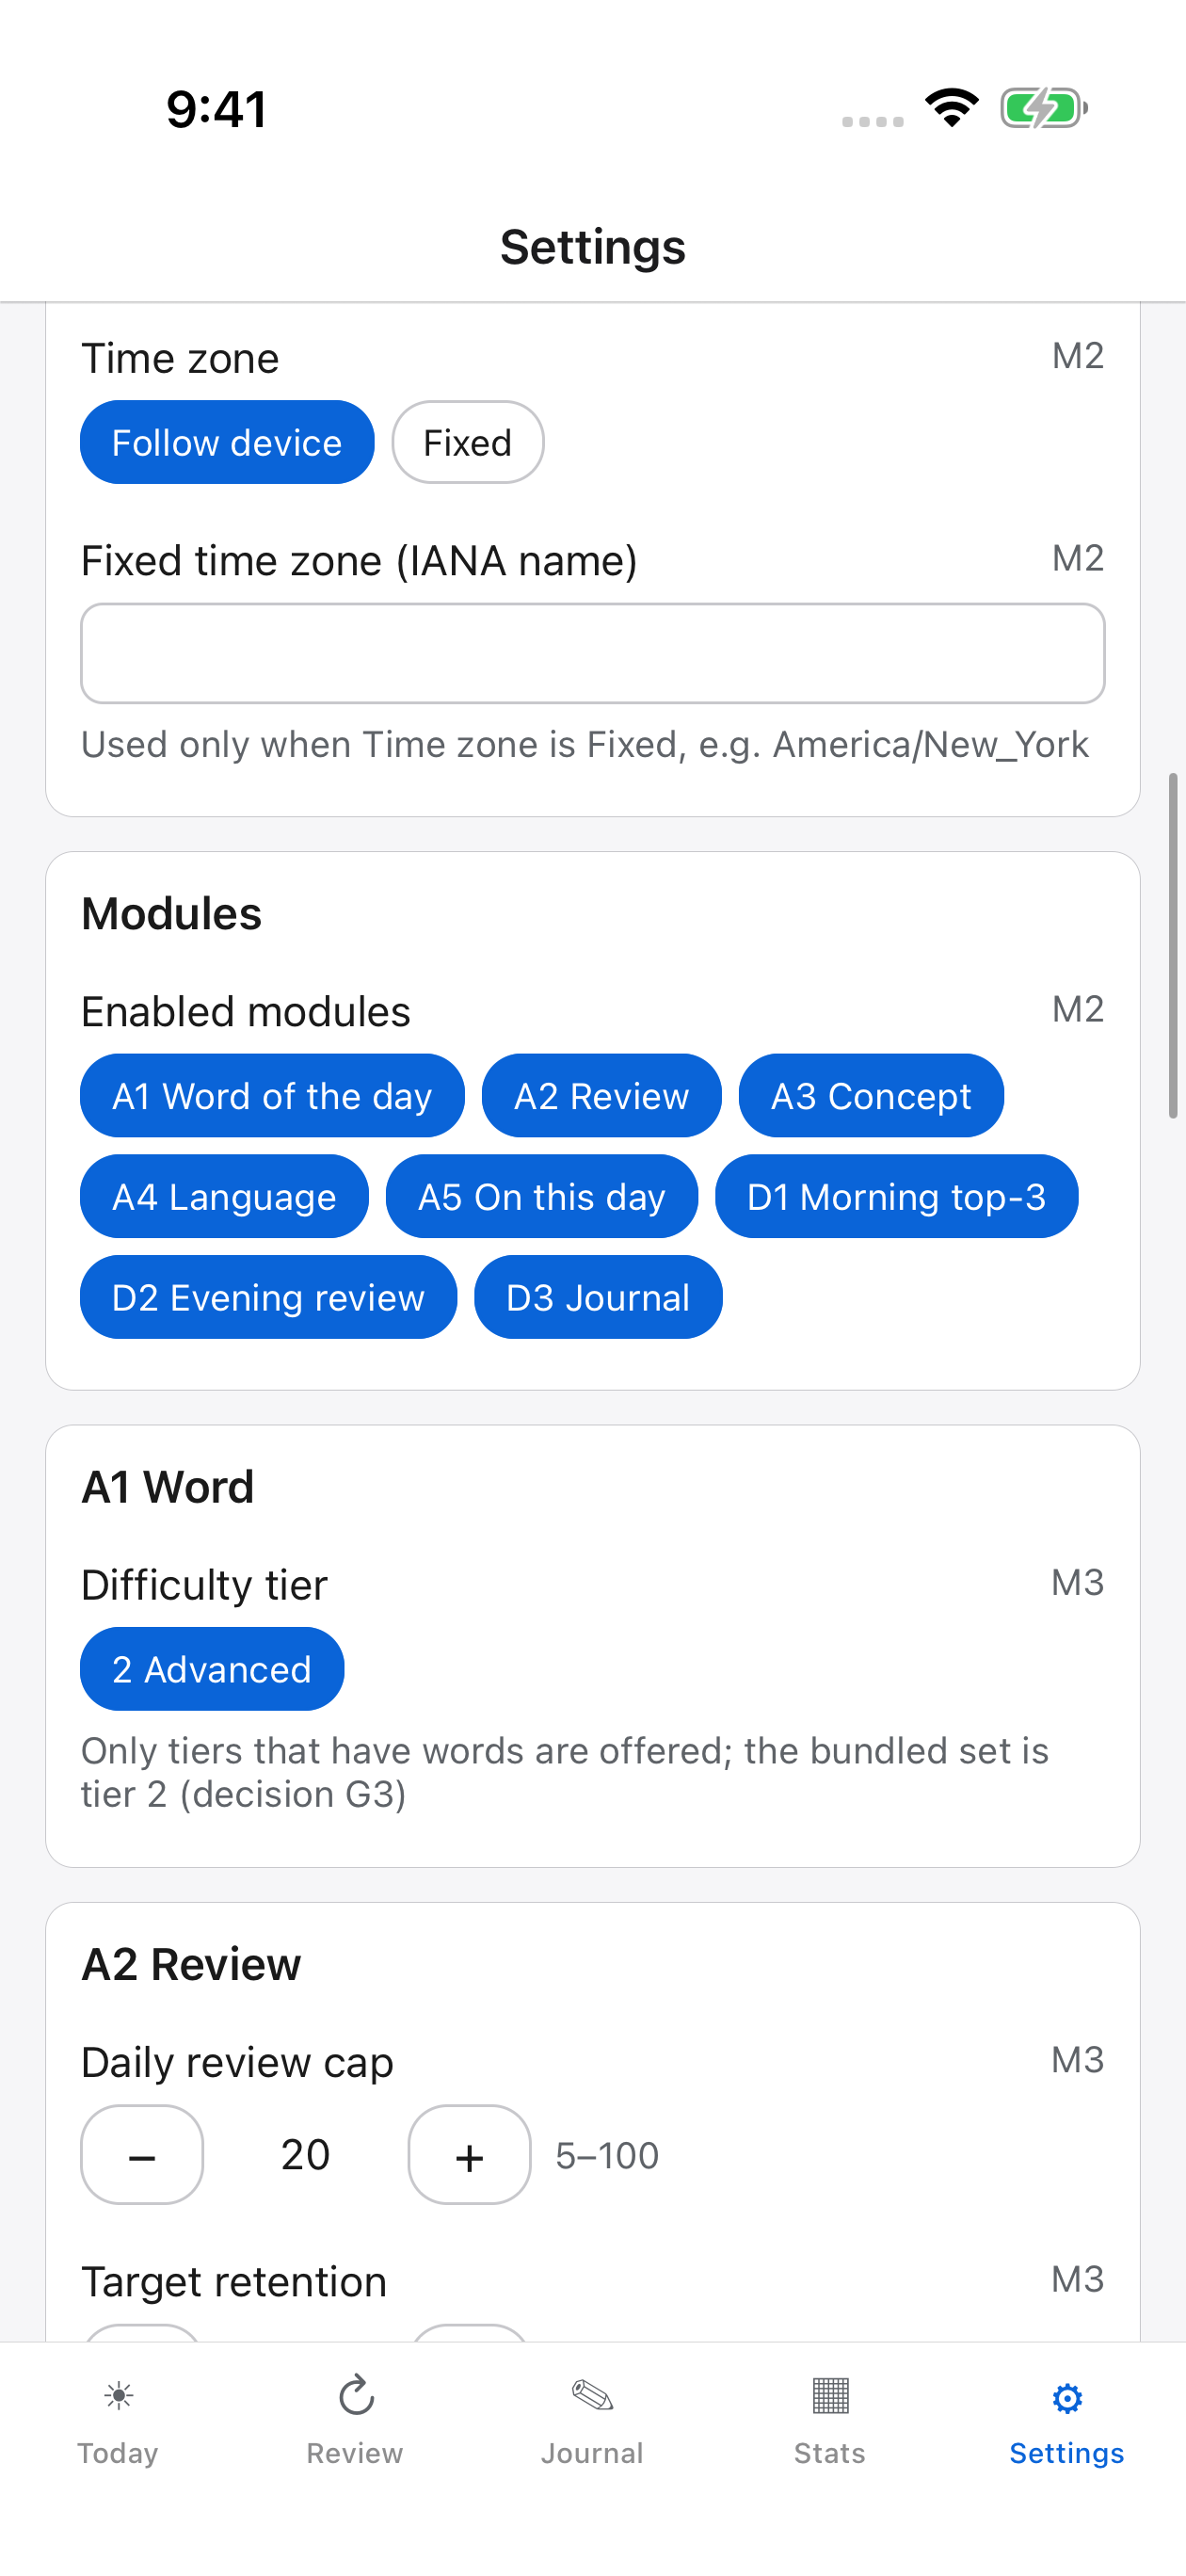 9:41
Settings
Time zone M2
Follow device Fixed
Fixed time zone (IANA name) M2
Used only when Time zone is Fixed, e.g. America/New_York
Modules
Enabled modules M2
A1 Word of the day A2 Review A3 Concept
A4 Language A5 On this day D1 Morning top-3
D2 Evening review D3 Journal
A1 Word
Difficulty tier M3
2 Advanced
Only tiers that have words are offered; the bundled set is
tier 2 (decision G3)
A2 Review
Daily review cap M3
– 20 + 5–100
Target retention M3
Today Review Journal Stats Settings